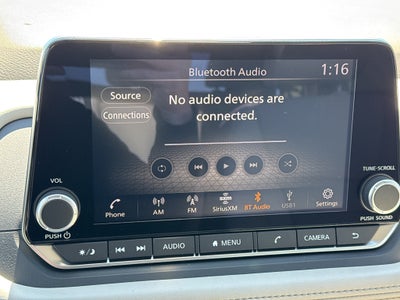 Bluetooth Audio 1:16
Source
No audio devices are
connected.
Connections
VOL
TUNE·SCROLL
Phone AM FM SiriusXM BT Audio USB1 Settings
PUSH
PUSH SOUND
AUDIO MENU CAMERA